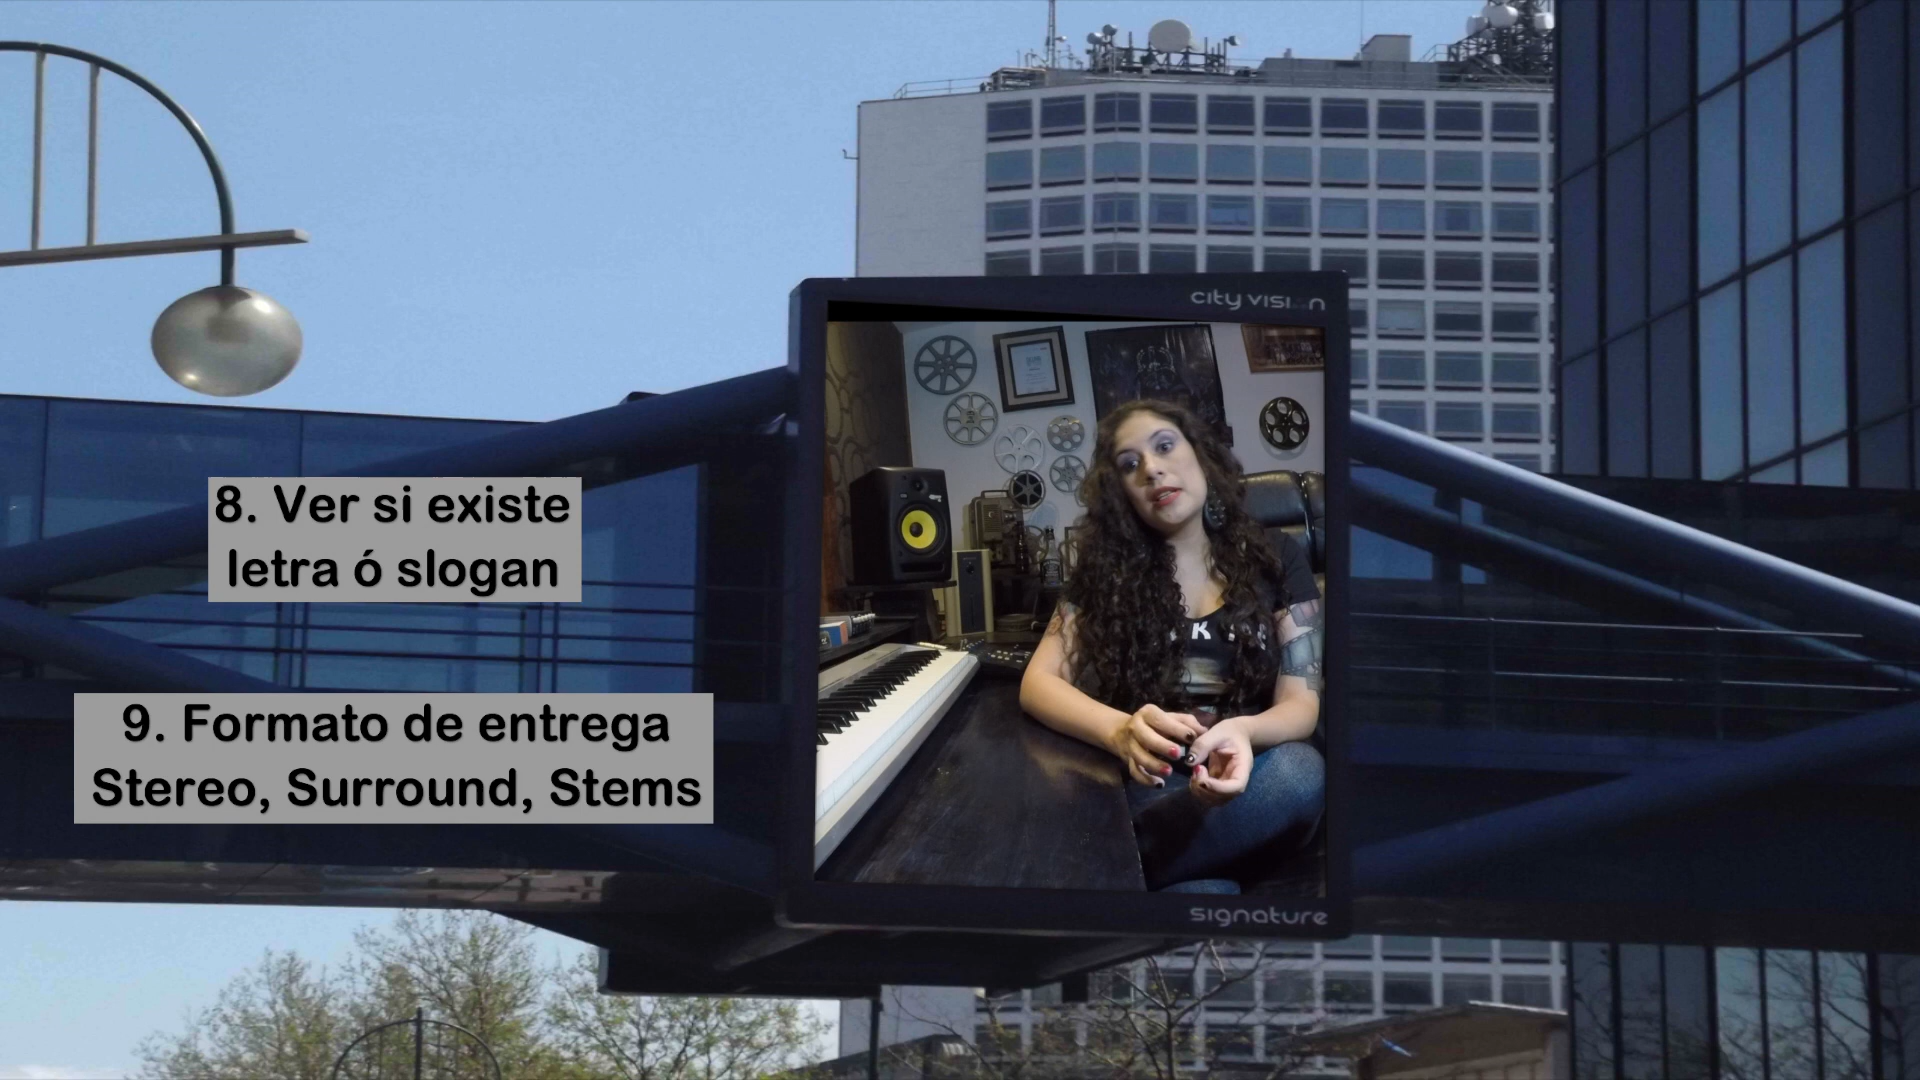 city visi n
8. Ver si existe
letra ó slogan
9. Formato de entrega
Stereo, Surround, Stems
signature